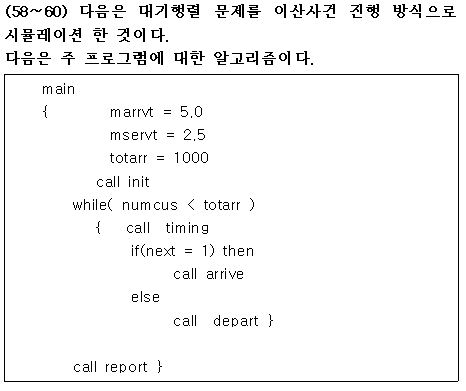 (58~60) 다음은 대기행렬 문제를 이산사건 진행 방식으로
시뮬레이션 한 것이다.
다음은 주 프로그램에 대한 알고리즘이다.
main
{ marrvt = 5.0
mservt = 2.5
totarr = 1000
call init
while( numcus < totarr )
{ call timing
if(next = 1) then
call arrive
else
call depart }
call report }